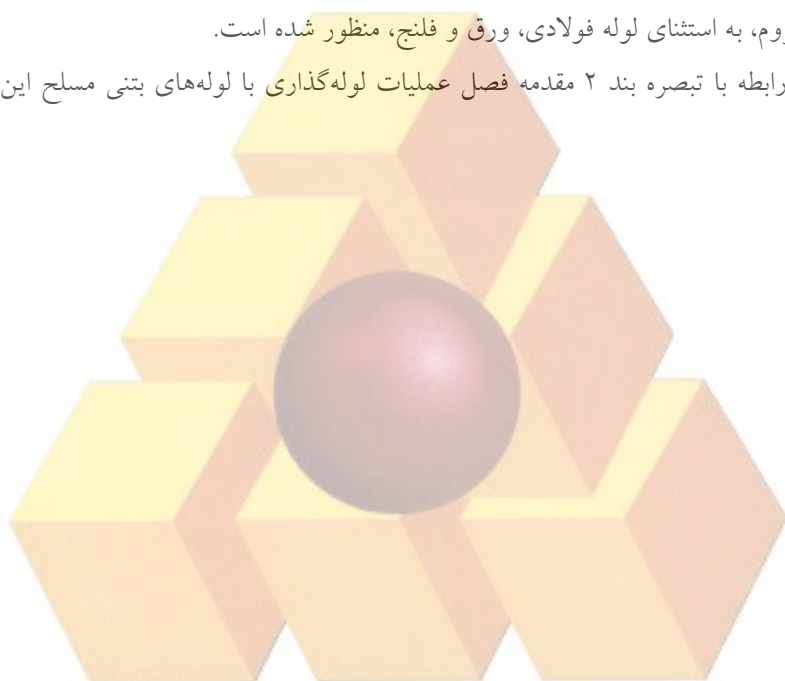 روم، به استثنای لوله فولادی، ورق و فلنج، منظور شده است.
رابطه با تبصره بند ۲ مقدمه فصل عملیات لوله‌گذاری با لوله‌های بتنی مسلح این